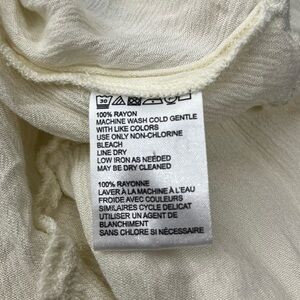 30
100% RAYON
MACHINE WASH COLD GENTLE
WITH LIKE COLORS
USE ONLY NON-CHLORINE
BLEACH
LINE DRY
LOW IRON AS NEEDED
MAY BE DRY CLEANED
100% RAYONNE
LAVER À LA MACHINE À L'EAU
FROIDE AVEC COULEURS
SIMILAIRES CYCLE DELICAT
UTILISER UN AGENT DE
BLANCHIMENT
SANS CHLORE SI NÉCESSAIRE